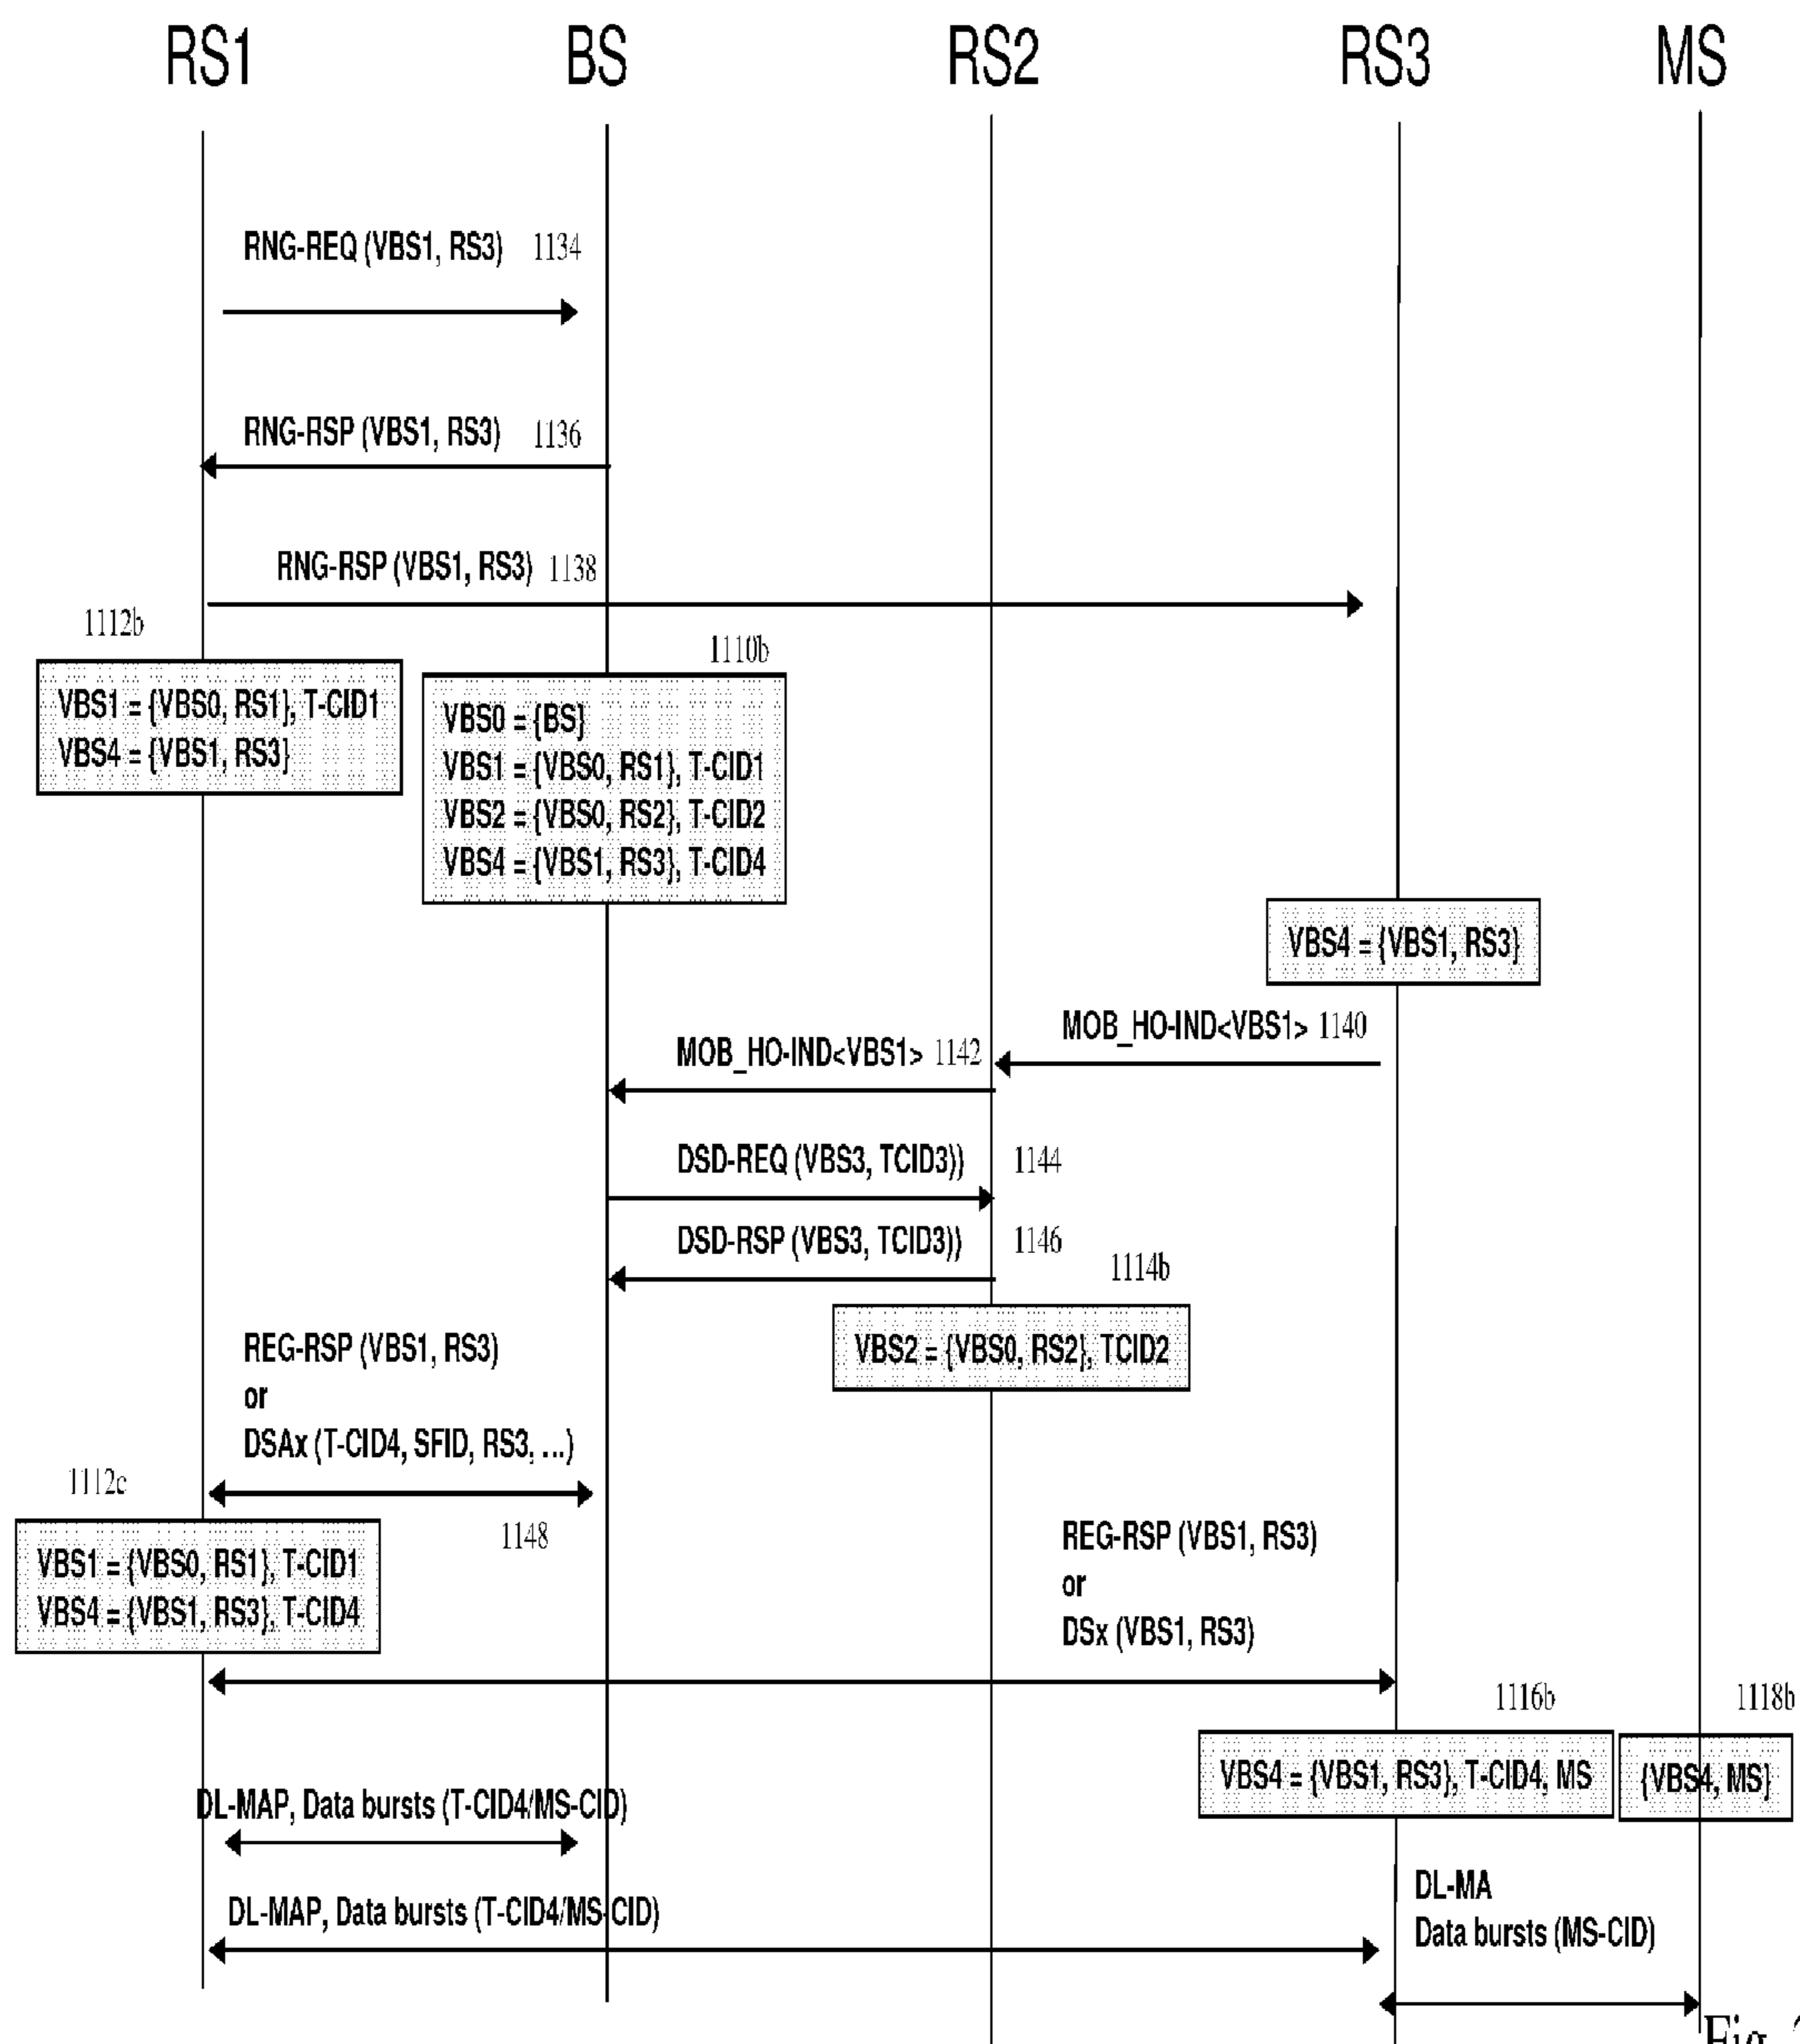 RS1 BS RS2 RS3 MS
RNG-REQ (VBS1, RS3) 1134
RNG-RSP (VBS1, RS3) 1136
RNG-RSP (VBS1, RS3) 1138
1112b
VBS1 = {VBS0, RS1}, T-CID1
VBS4 = {VBS1, RS3}
1110b
VBS0 = {BS}
VBS1 = {VBS0, RS1}, T-CID1
VBS2 = {VBS0, RS2}, T-CID2
VBS4 = {VBS1, RS3}, T-CID4
VBS4 = {VBS1, RS3}
MOB_HO-IND<VBS1> 1140
MOB_HO-IND<VBS1> 1142
DSD-REQ (VBS3, TCID3)) 1144
DSD-RSP (VBS3, TCID3)) 1146
1114b
VBS2 = {VBS0, RS2}, TCID2
REG-RSP (VBS1, RS3)
or
DSAx (T-CID4, SFID, RS3, ...)
1148
1112c
VBS1 = {VBS0, RS1}, T-CID1
VBS4 = {VBS1, RS3}, T-CID4
REG-RSP (VBS1, RS3)
or
DSx (VBS1, RS3)
1116b
VBS4 = {VBS1, RS3}, T-CID4, MS
1118b
{VBS4, MS}
DL-MAP, Data bursts (T-CID4/MS-CID)
DL-MAP, Data bursts (T-CID4/MS-CID)
DL-MA
Data bursts (MS-CID)
Fig.